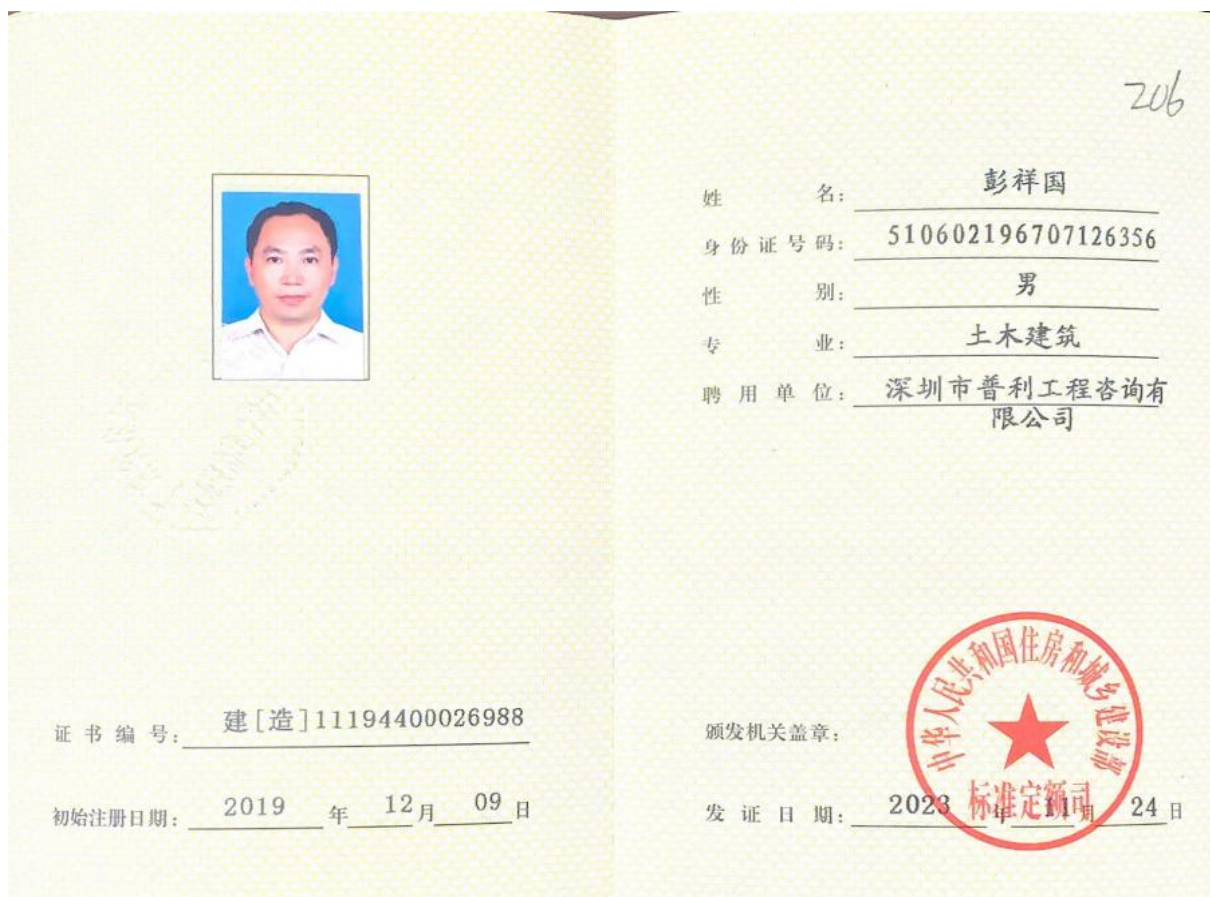 206
姓名：彭祥国
身份证号码：510602196707126356
性别：男
专业：土木建筑
聘用单位：深圳市普利工程咨询有
限公司
证书编号：建[造]11194400026988
初始注册日期：2019年12月09日
颁发机关盖章：
中华人民共和国住房和城乡建设部
标准定额司
发证日期：2023年11月24日